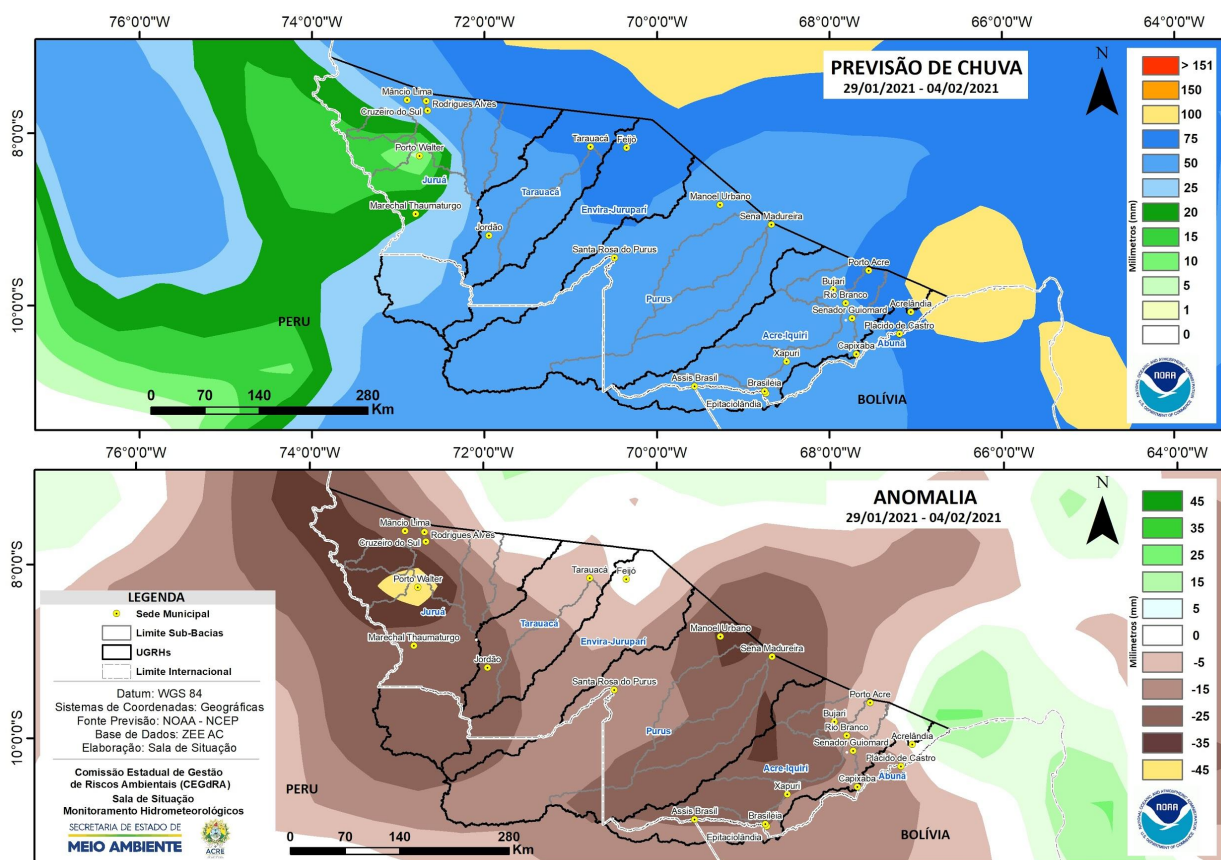 76°0'0"W 74°0'0"W 72°0'0"W 70°0'0"W 68°0'0"W 66°0'0"W 64°0'0"W
PREVISÃO DE CHUVA
29/01/2021 - 04/02/2021
N
8°0'0"S
10°0'0"S
Mâncio Lima
Rodrigues Alves
Cruzeiro do Sul
Porto Walter
Juruá
Marechal Thaumaturgo
Tarauacá
Feijó
Tarauacá
Envira-Jurupari
Jordão
Manoel Urbano
Sena Madureira
Santa Rosa do Purus
Purus
Porto Acre
Bujari
Rio Branco
Senador Guiomard
Acrelândia
Plácido de Castro
Abunã
Acre-Iquiri
Capixaba
Xapuri
Assis Brasil
Brasiléia
Epitaciolândia
PERU
BOLÍVIA
0 70 140 280
Km
Milimetros (mm)
> 151
150
100
75
50
25
20
15
10
5
1
0
NOAA
76°0'0"W 74°0'0"W 72°0'0"W 70°0'0"W 68°0'0"W 66°0'0"W 64°0'0"W
ANOMALIA
29/01/2021 - 04/02/2021
N
8°0'0"S
10°0'0"S
Mâncio Lima
Rodrigues Alves
Cruzeiro do Sul
Porto Walter
Juruá
Marechal Thaumaturgo
Tarauacá
Feijó
Tarauacá
Envira-Jurupari
Jordão
Manoel Urbano
Sena Madureira
Santa Rosa do Purus
Purus
Porto Acre
Bujari
Rio Branco
Senador Guiomard
Acrelândia
Plácido de Castro
Abunã
Acre-Iquiri
Capixaba
Xapuri
Assis Brasil
Brasiléia
Epitaciolândia
PERU
BOLÍVIA
0 70 140 280
Km
Milimetros (mm)
45
35
25
15
5
0
-5
-15
-25
-35
-45
NOAA
LEGENDA
Sede Municipal
Limite Sub-Bacias
UGRHs
Limite Internacional
Datum: WGS 84
Sistemas de Coordenadas: Geográficas
Fonte Previsão: NOAA - NCEP
Base de Dados: ZEE AC
Elaboração: Sala de Situação
Comissão Estadual de Gestão
de Riscos Ambientais (CEGdRA)
Sala de Situação
Monitoramento Hidrometeorológicos
SECRETARIA DE ESTADO DE
MEIO AMBIENTE
ACRE